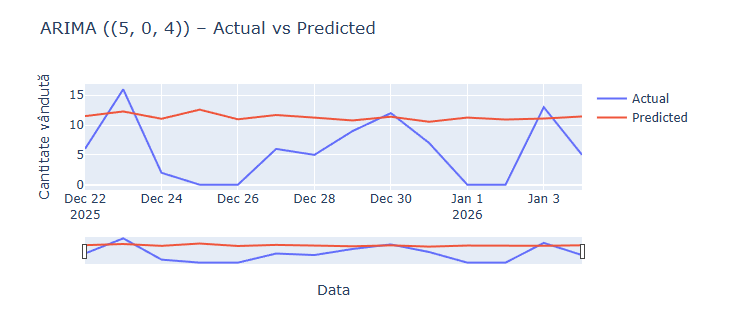 ARIMA ((5, 0, 4)) – Actual vs Predicted
Cantitate vândută
15
10
5
0
Actual
Predicted
Dec 22 Dec 24 Dec 26 Dec 28 Dec 30 Jan 1 Jan 3
2025 2026
Data